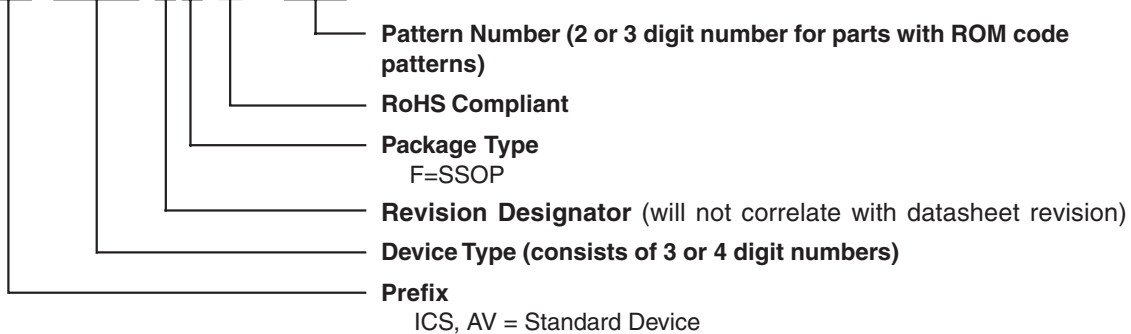 Pattern Number (2 or 3 digit number for parts with ROM code
patterns)
RoHS Compliant
Package Type
F=SSOP
Revision Designator (will not correlate with datasheet revision)
Device Type (consists of 3 or 4 digit numbers)
Prefix
ICS, AV = Standard Device